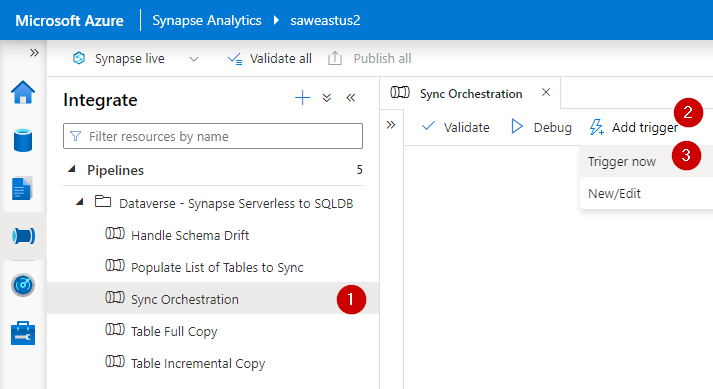 Microsoft Azure Synapse Analytics saweastus2
Synapse live Validate all Publish all
Integrate
Filter resources by name
Pipelines 5
Dataverse - Synapse Serverless to SQLDB
Handle Schema Drift
Populate List of Tables to Sync
Sync Orchestration 1
Table Full Copy
Table Incremental Copy
Sync Orchestration
Validate Debug Add trigger 2
Trigger now 3
New/Edit